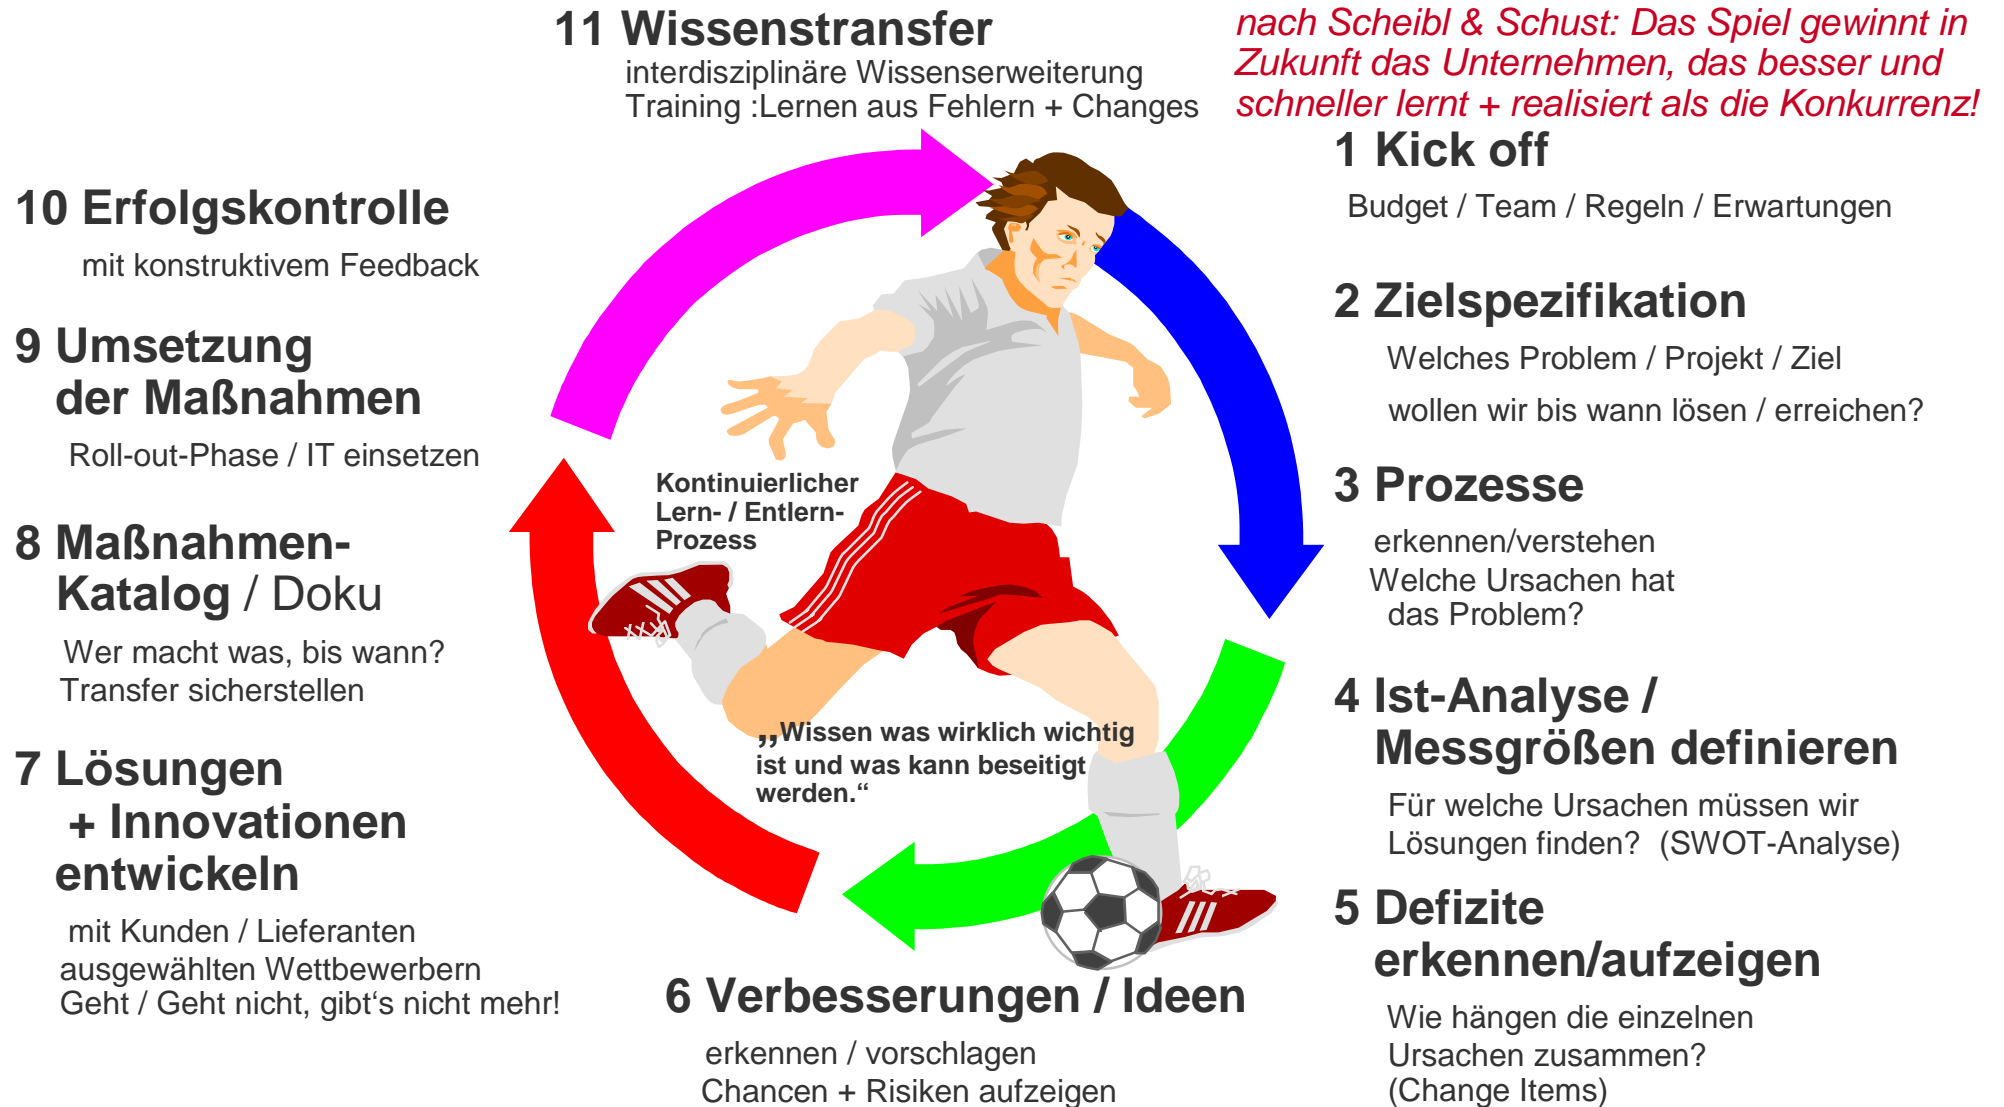 11 Wissenstransfer
interdisziplinäre Wissenserweiterung
Training :Lernen aus Fehlern + Changes
nach Scheibl & Schust: Das Spiel gewinnt in
Zukunft das Unternehmen, das besser und
schneller lernt + realisiert als die Konkurrenz!
1 Kick off
Budget / Team / Regeln / Erwartungen
2 Zielspezifikation
Welches Problem / Projekt / Ziel
wollen wir bis wann lösen / erreichen?
3 Prozesse
erkennen/verstehen
Welche Ursachen hat
das Problem?
4 Ist-Analyse /
Messgrößen definieren
Für welche Ursachen müssen wir
Lösungen finden? (SWOT-Analyse)
5 Defizite
erkennen/aufzeigen
Wie hängen die einzelnen
Ursachen zusammen?
(Change Items)
6 Verbesserungen / Ideen
erkennen / vorschlagen
Chancen + Risiken aufzeigen
7 Lösungen
+ Innovationen
entwickeln
mit Kunden / Lieferanten
ausgewählten Wettbewerbern
Geht / Geht nicht, gibt‘s nicht mehr!
8 Maßnahmen-
Katalog / Doku
Wer macht was, bis wann?
Transfer sicherstellen
9 Umsetzung
der Maßnahmen
Roll-out-Phase / IT einsetzen
10 Erfolgskontrolle
mit konstruktivem Feedback
Kontinuierlicher
Lern- / Entlern-
Prozess
„Wissen was wirklich wichtig
ist und was kann beseitigt
werden.“